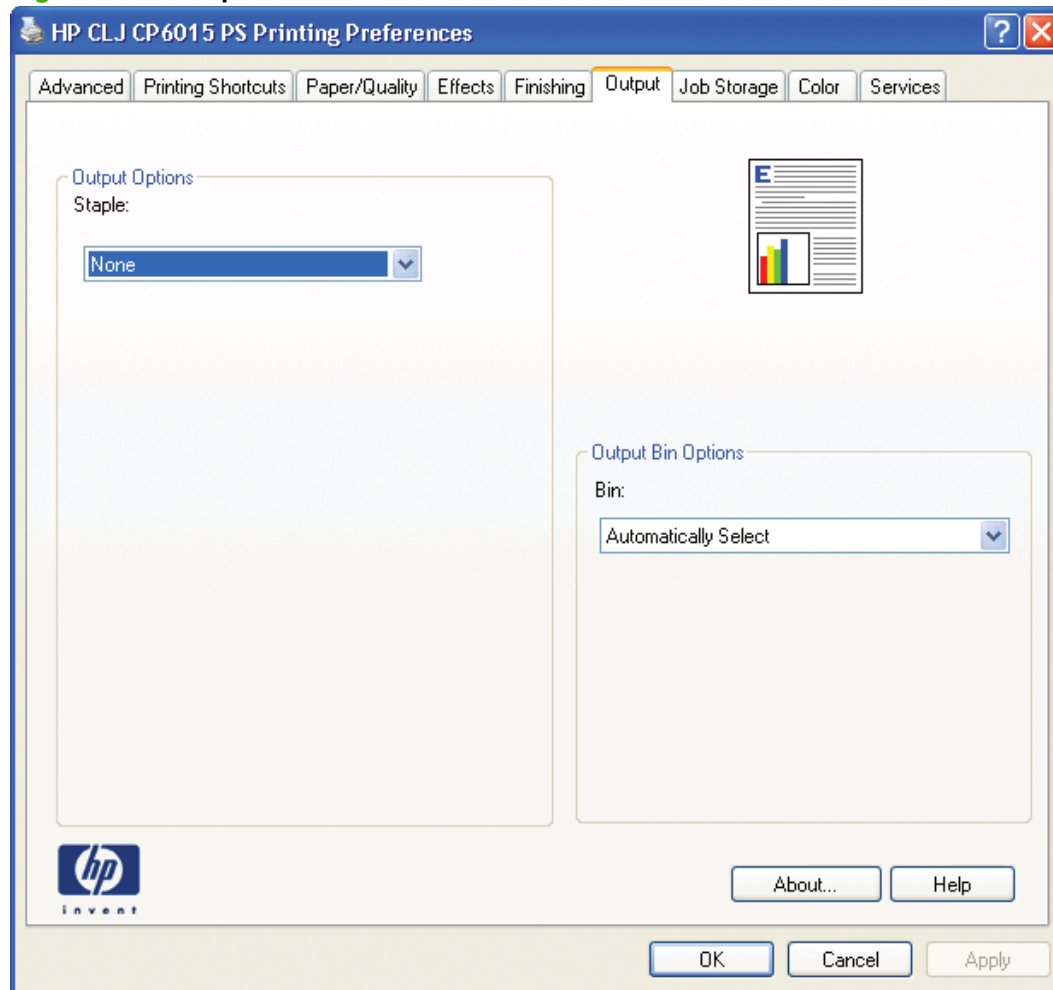 HP CLJ CP6015 PS Printing Preferences
Advanced Printing Shortcuts Paper/Quality Effects Finishing Output Job Storage Color Services
Output Options
Staple:
None
E
Output Bin Options
Bin:
Automatically Select
hp
invent
About... Help
OK Cancel Apply